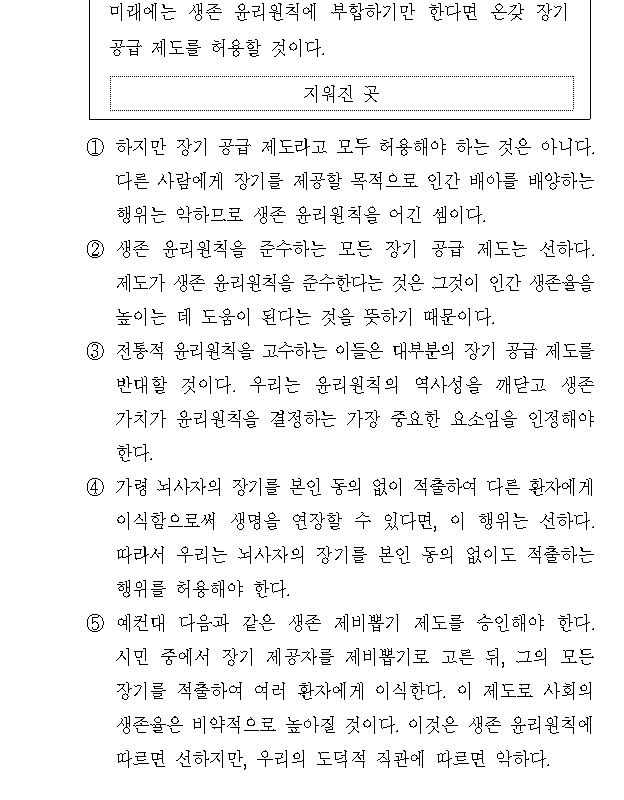 미래에는 생존 윤리원칙에 부합하기만 한다면 온갖 장기
공급 제도를 허용할 것이다.
지워진 곳
① 하지만 장기 공급 제도라고 모두 허용해야 하는 것은 아니다.
다른 사람에게 장기를 제공할 목적으로 인간 배아를 배양하는
행위는 악하므로 생존 윤리원칙을 어긴 셈이다.
② 생존 윤리원칙을 준수하는 모든 장기 공급 제도는 선하다.
제도가 생존 윤리원칙을 준수한다는 것은 그것이 인간 생존율을
높이는 데 도움이 된다는 것을 뜻하기 때문이다.
③ 전통적 윤리원칙을 고수하는 이들은 대부분의 장기 공급 제도를
반대할 것이다. 우리는 윤리원칙의 역사성을 깨닫고 생존
가치가 윤리원칙을 결정하는 가장 중요한 요소임을 인정해야
한다.
④ 가령 뇌사자의 장기를 본인 동의 없이 적출하여 다른 환자에게
이식함으로써 생명을 연장할 수 있다면, 이 행위는 선하다.
따라서 우리는 뇌사자의 장기를 본인 동의 없이도 적출하는
행위를 허용해야 한다.
⑤ 예컨대 다음과 같은 생존 제비뽑기 제도를 승인해야 한다.
시민 중에서 장기 제공자를 제비뽑기로 고른 뒤, 그의 모든
장기를 적출하여 여러 환자에게 이식한다. 이 제도로 사회의
생존율은 비약적으로 높아질 것이다. 이것은 생존 윤리원칙에
따르면 선하지만, 우리의 도덕적 직관에 따르면 악하다.